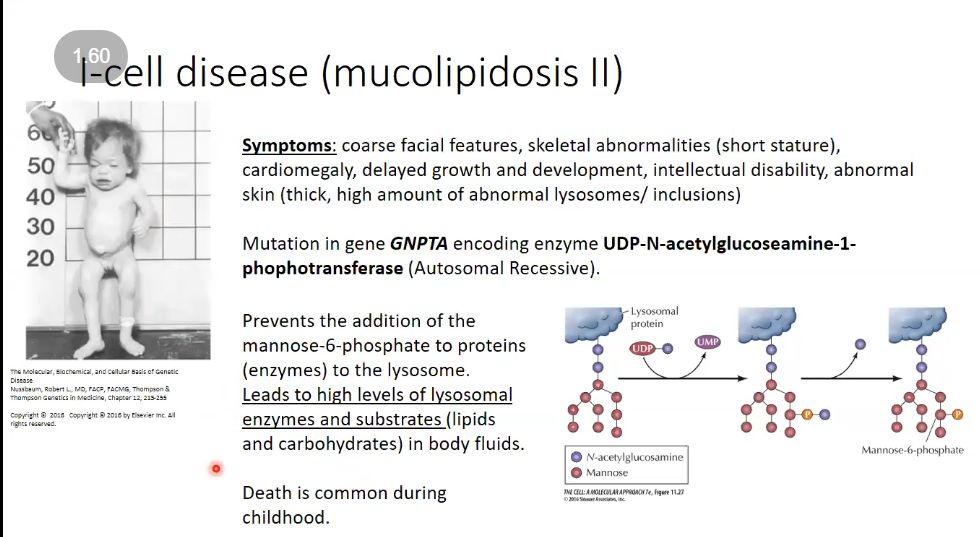 1.60
I-cell disease (mucolipidosis II)
60
50
40
30
20
Symptoms: coarse facial features, skeletal abnormalities (short stature),
cardiomegaly, delayed growth and development, intellectual disability, abnormal
skin (thick, high amount of abnormal lysosomes/ inclusions)
Mutation in gene GNPTA encoding enzyme UDP-N-acetylglucoseamine-1-
phophotransferase (Autosomal Recessive).
Prevents the addition of the
mannose-6-phosphate to proteins
(enzymes) to the lysosome.
Leads to high levels of lysosomal
enzymes and substrates (lipids
and carbohydrates) in body fluids.
Death is common during
childhood.
The Molecular, Biochemical, and Cellular Basis of Genetic
Disease
Nussbaum, Robert L., MD, FACP, FACMG, Thompson &
Thompson Genetics in Medicine, Chapter 12, 215-255
Copyright © 2016 Copyright © 2016 by Elsevier Inc. All
rights reserved.
Lysosomal
protein
UDP
UMP
P
P
Mannose-6-phosphate
N-acetylglucosamine
Mannose
THE CELL: A MOLECULAR APPROACH 7e, Figure 11.27
© 2016 Sinauer Associates, Inc.